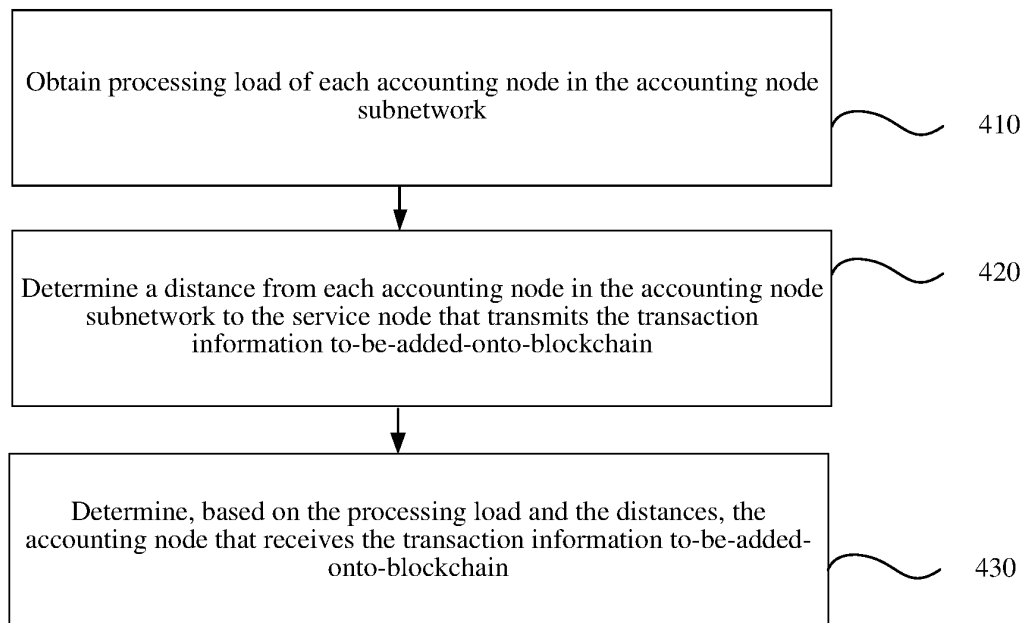 Obtain processing load of each accounting node in the accounting node
subnetwork
410
Determine a distance from each accounting node in the accounting node
subnetwork to the service node that transmits the transaction
information to-be-added-onto-blockchain
420
Determine, based on the processing load and the distances, the
accounting node that receives the transaction information to-be-added-
onto-blockchain
430